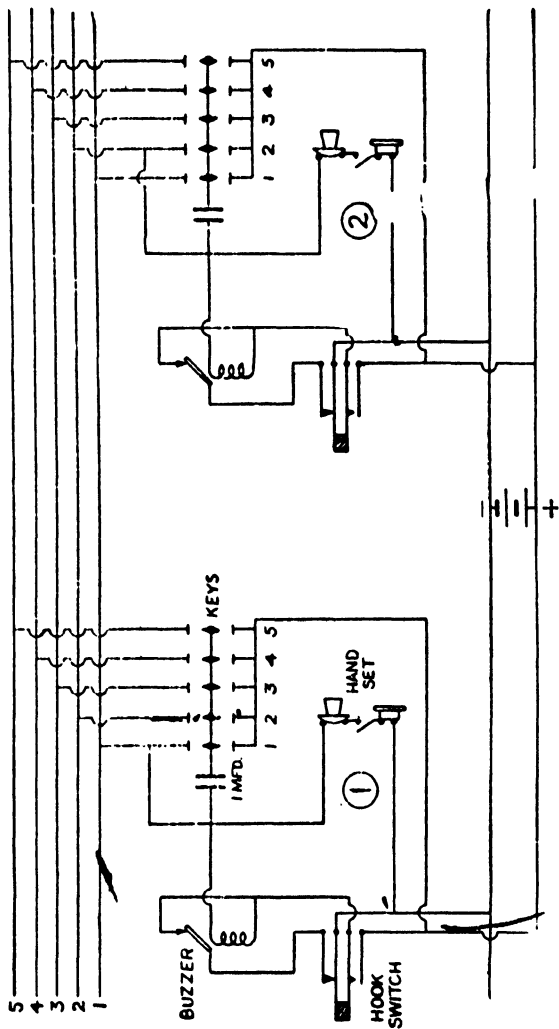 5
4
3
2
1
BUZZER
KEYS
1 MFD.
1 2 3 4 5
HAND
SET
1
HOOK
SWITCH
1 2 3 4 5
2
− +